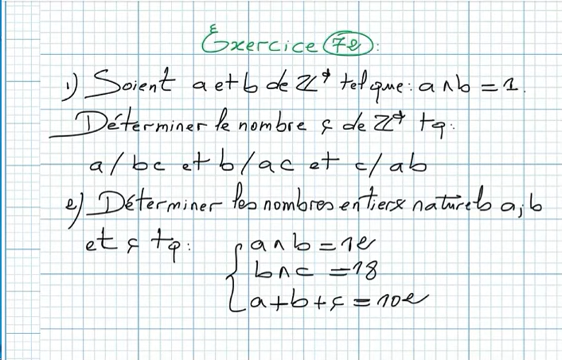 Exercice 72 :
1) Soient a et b de ℤ* tel que : a ∧ b = 1.
Déterminer le nombre c de ℤ* tq :
a / bc et b / ac et c / ab
2) Déterminer les nombres entiers naturels a, b
et c tq : { a ∧ b = 12
b ∧ c = 18
a + b + c = 102